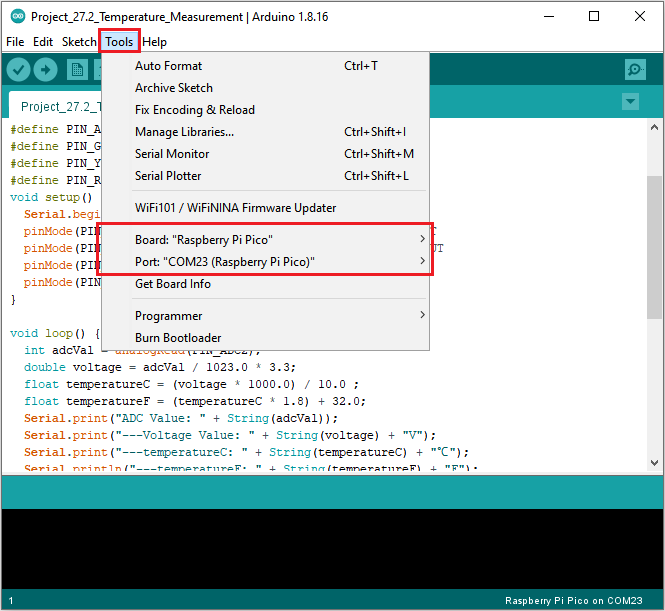 Project_27.2_Temperature_Measurement | Arduino 1.8.16
File Edit Sketch Tools Help
Auto Format Ctrl+T
Archive Sketch
Fix Encoding & Reload
Manage Libraries... Ctrl+Shift+I
Serial Monitor Ctrl+Shift+M
Serial Plotter Ctrl+Shift+L
WiFi101 / WiFiNINA Firmware Updater
Board: "Raspberry Pi Pico"
Port: "COM23 (Raspberry Pi Pico)"
Get Board Info
Programmer
Burn Bootloader
Project_27.2_T
#define PIN_A
#define PIN_G
#define PIN_Y
#define PIN_R
void setup()
Serial.begi
pinMode(PIN
pinMode(PIN
pinMode(PIN
pinMode(PIN
}
void loop() {
int adcVal = analogRead(PIN_ADC2);
double voltage = adcVal / 1023.0 * 3.3;
float temperatureC = (voltage * 1000.0) / 10.0 ;
float temperatureF = (temperatureC * 1.8) + 32.0;
Serial.print("ADC Value: " + String(adcVal));
Serial.print("---Voltage Value: " + String(voltage) + "V");
Serial.print("---temperatureC: " + String(temperatureC) + "℃");
Serial.println("---temperatureF: " + String(temperatureF) + "F");
1 Raspberry Pi Pico on COM23